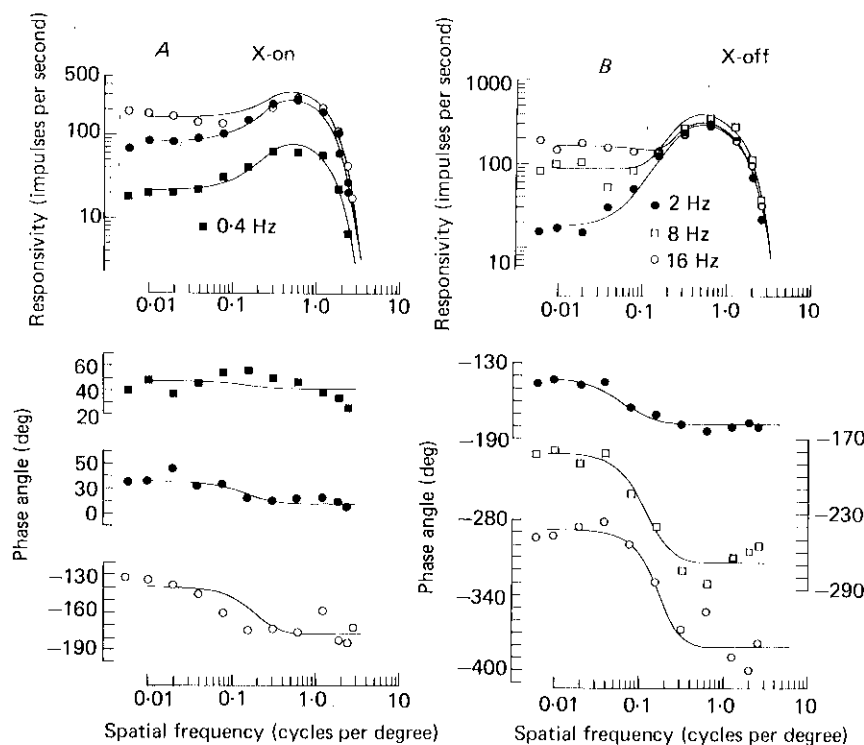 A X-on
500
100
10
Responsivity (impulses per second)
■ 0·4 Hz
0·01 0·1 1·0 10
B X-off
1000
100
10
Responsivity (impulses per second)
● 2 Hz
□ 8 Hz
○ 16 Hz
0·01 0·1 1·0 10
60
40
20
50
30
0
−130
−160
−190
Phase angle (deg)
0·01 0·1 1·0 10
Spatial frequency (cycles per degree)
−130
−190
−280
−340
−400
Phase angle (deg)
−170
−230
−290
0·01 0·1 1·0 10
Spatial frequency (cycles per degree)